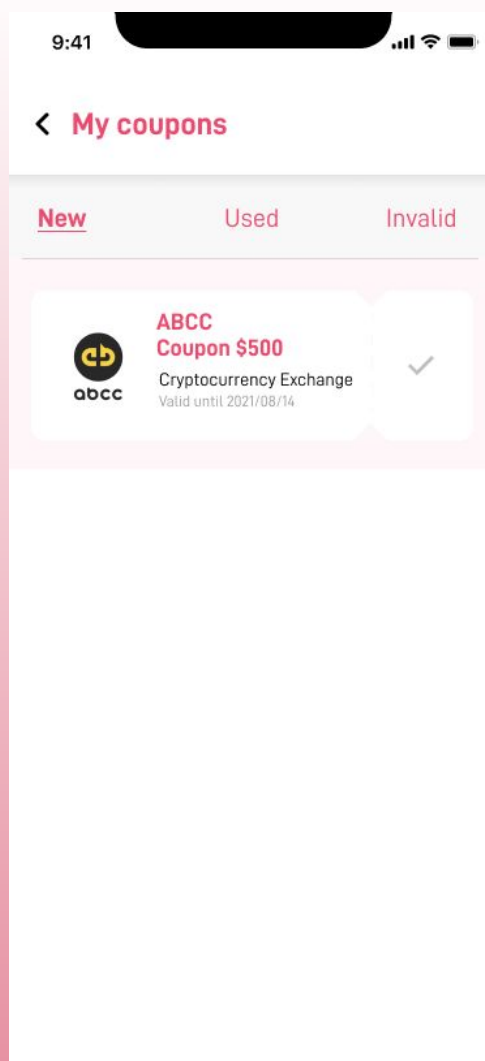 9:41
My coupons
New Used Invalid
ABCC
Coupon $500
abcc
Cryptocurrency Exchange
Valid until 2021/08/14